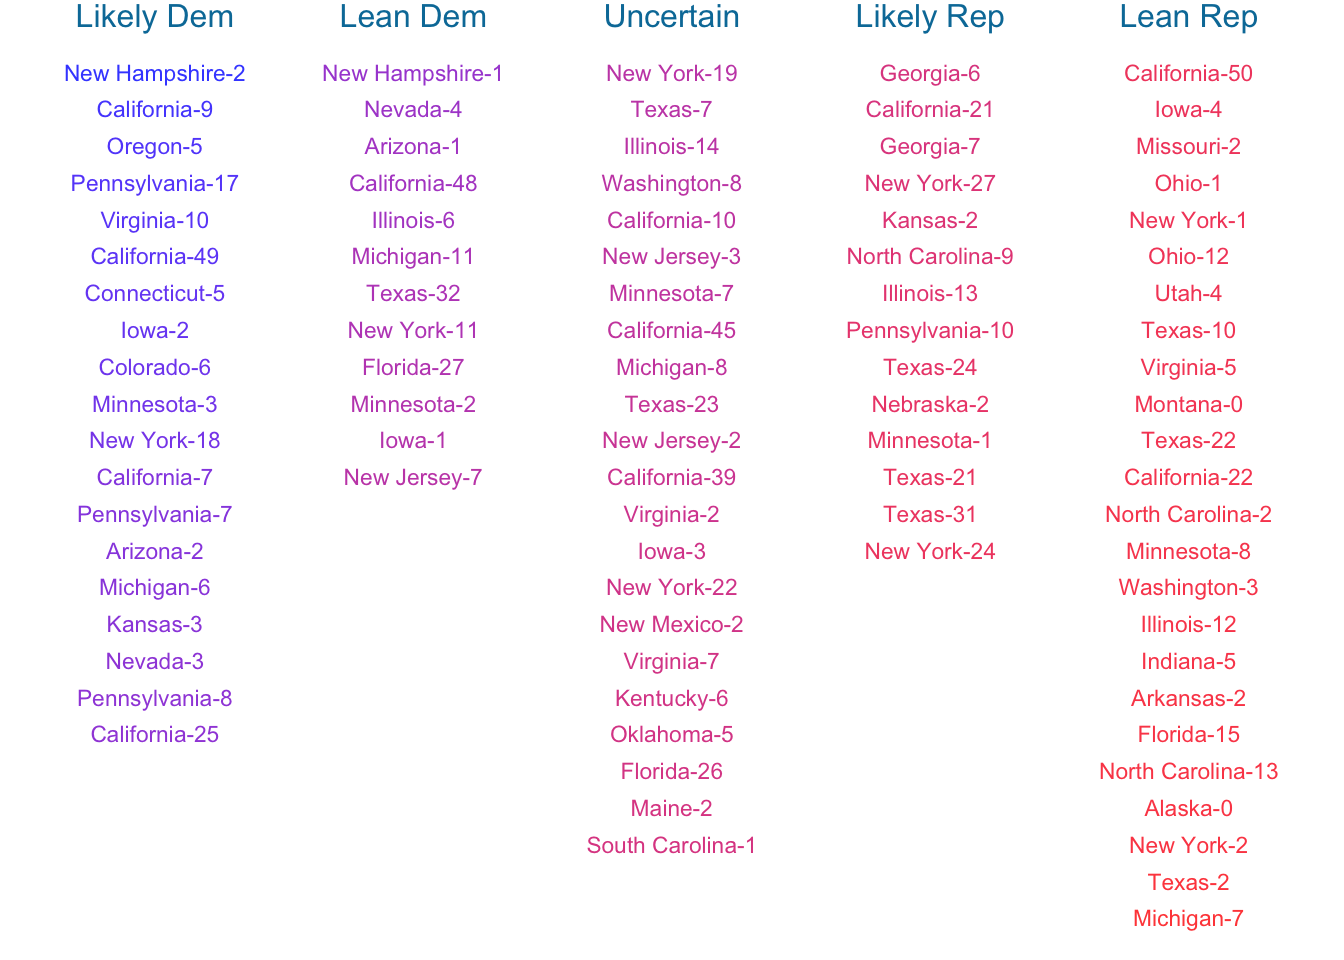 Likely Dem
New Hampshire-2
California-9
Oregon-5
Pennsylvania-17
Virginia-10
California-49
Connecticut-5
Iowa-2
Colorado-6
Minnesota-3
New York-18
California-7
Pennsylvania-7
Arizona-2
Michigan-6
Kansas-3
Nevada-3
Pennsylvania-8
California-25
Lean Dem
New Hampshire-1
Nevada-4
Arizona-1
California-48
Illinois-6
Michigan-11
Texas-32
New York-11
Florida-27
Minnesota-2
Iowa-1
New Jersey-7
Uncertain
New York-19
Texas-7
Illinois-14
Washington-8
California-10
New Jersey-3
Minnesota-7
California-45
Michigan-8
Texas-23
New Jersey-2
California-39
Virginia-2
Iowa-3
New York-22
New Mexico-2
Virginia-7
Kentucky-6
Oklahoma-5
Florida-26
Maine-2
South Carolina-1
Likely Rep
Georgia-6
California-21
Georgia-7
New York-27
Kansas-2
North Carolina-9
Illinois-13
Pennsylvania-10
Texas-24
Nebraska-2
Minnesota-1
Texas-21
Texas-31
New York-24
Lean Rep
California-50
Iowa-4
Missouri-2
Ohio-1
New York-1
Ohio-12
Utah-4
Texas-10
Virginia-5
Montana-0
Texas-22
California-22
North Carolina-2
Minnesota-8
Washington-3
Illinois-12
Indiana-5
Arkansas-2
Florida-15
North Carolina-13
Alaska-0
New York-2
Texas-2
Michigan-7